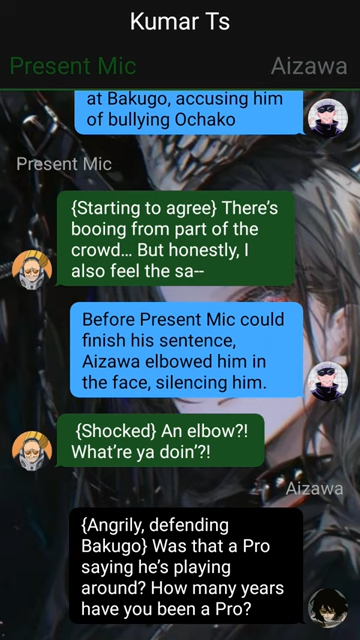 Kumar Ts
Present Mic
Aizawa
at Bakugo, accusing him
of bullying Ochako
Present Mic
{Starting to agree} There's
booing from part of the
crowd... But honestly, I
also feel the sa--
Before Present Mic could
finish his sentence,
Aizawa elbowed him in
the face, silencing him.
{Shocked} An elbow?!
What're ya doin'?!
Aizawa
{Angrily, defending
Bakugo} Was that a Pro
saying he's playing
around? How many years
have you been a Pro?